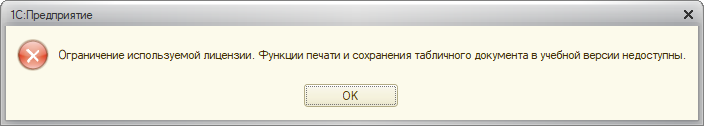 1С:Предприятие
Ограничение используемой лицензии. Функции печати и сохранения табличного документа в учебной версии недоступны.
OK